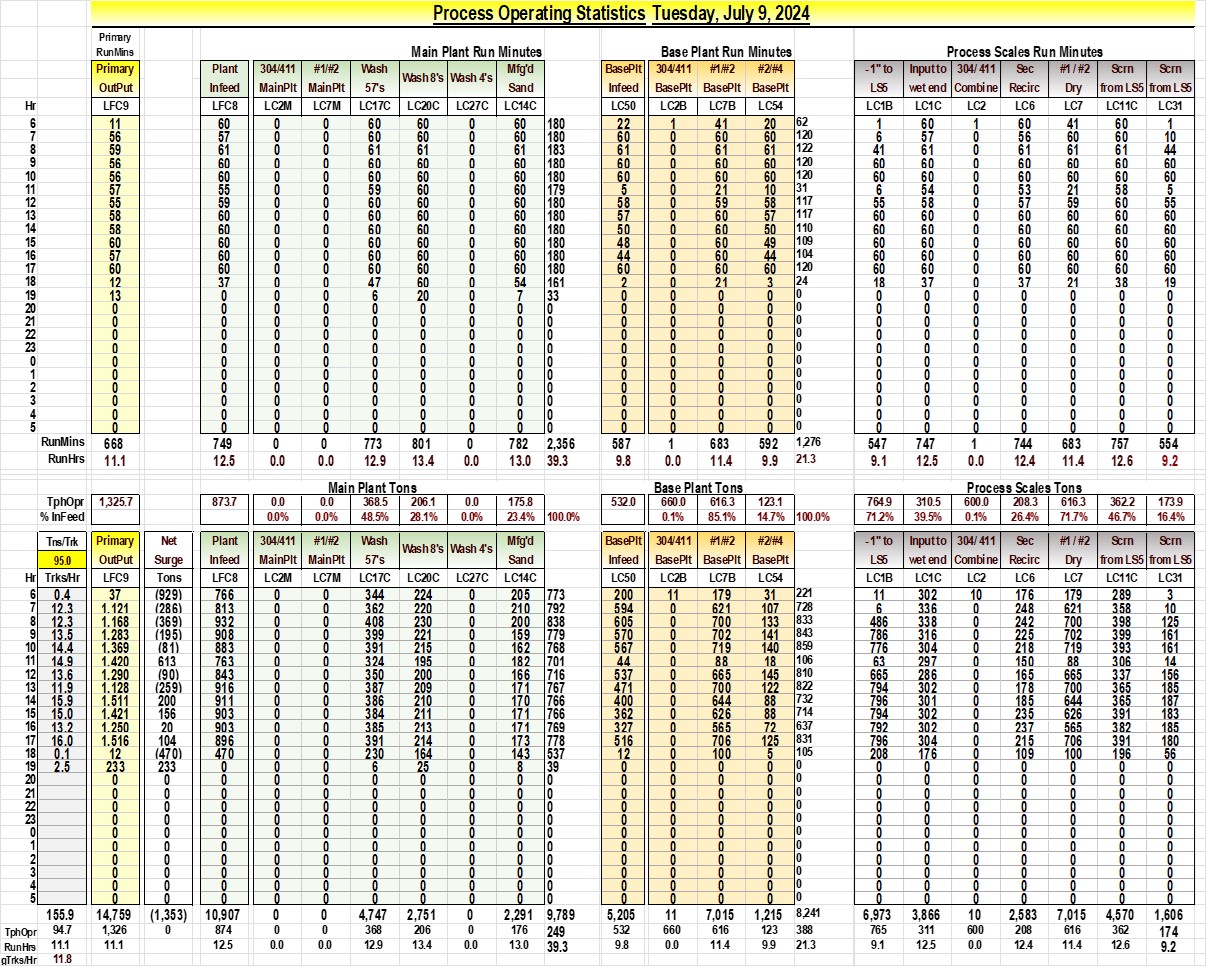 Process Operating Statistics Tuesday, July 9, 2024
Primary
RunMins Main Plant Run Minutes Base Plant Run Minutes Process Scales Run Minutes
Primary Plant 304/411 #1/#2 Wash Wash 8's Wash 4's Mfg'd BasePlt 304/411 #1/#2 #2/#4 -1" to Input to 304/ 411 Sec #1 / #2 Scrn Scrn
OutPut Infeed MainPlt MainPlt 57's Sand Infeed BasePlt BasePlt BasePlt LS5 wet end Combine Recirc Dry from LS5 from LS5
Hr LFC9 LFC8 LC2M LC7M LC17C LC20C LC27C LC14C LC50 LC2B LC7B LC54 LC1B LC1C LC2 LC6 LC7 LC11C LC31
6 11 60 0 0 60 60 0 60 180 22 1 41 20 62 1 60 1 60 41 60 1
7 56 57 0 0 60 60 0 60 180 60 0 60 60 120 6 57 0 56 60 60 10
8 59 61 0 0 61 61 0 61 183 61 0 61 61 122 41 61 0 61 61 61 44
9 56 60 0 0 60 60 0 60 180 60 0 60 60 120 60 60 0 60 60 60 60
10 56 60 0 0 60 60 0 60 180 60 0 60 60 120 60 60 0 60 60 60 60
11 57 55 0 0 59 60 0 60 179 5 0 21 10 31 6 54 0 53 21 58 5
12 55 59 0 0 60 60 0 60 180 58 0 59 58 117 55 58 0 57 59 60 55
13 58 60 0 0 60 60 0 60 180 57 0 60 57 117 60 60 0 60 60 60 60
14 58 60 0 0 60 60 0 60 180 50 0 60 50 110 60 60 0 60 60 60 60
15 60 60 0 0 60 60 0 60 180 48 0 60 49 109 60 60 0 60 60 60 60
16 57 60 0 0 60 60 0 60 180 44 0 60 44 104 60 60 0 60 60 60 60
17 60 60 0 0 60 60 0 60 180 60 0 60 60 120 60 60 0 60 60 60 60
18 12 37 0 0 47 60 0 54 161 2 0 21 3 24 18 37 0 37 21 38 19
19 13 0 0 0 6 20 0 7 33 0 0 0 0 0 0 0 0 0 0 0 0
20 0 0 0 0 0 0 0 0 0 0 0 0 0 0 0 0 0 0 0 0 0
21 0 0 0 0 0 0 0 0 0 0 0 0 0 0 0 0 0 0 0 0 0
22 0 0 0 0 0 0 0 0 0 0 0 0 0 0 0 0 0 0 0 0 0
23 0 0 0 0 0 0 0 0 0 0 0 0 0 0 0 0 0 0 0 0 0
0 0 0 0 0 0 0 0 0 0 0 0 0 0 0 0 0 0 0 0 0 0
1 0 0 0 0 0 0 0 0 0 0 0 0 0 0 0 0 0 0 0 0 0
2 0 0 0 0 0 0 0 0 0 0 0 0 0 0 0 0 0 0 0 0 0
3 0 0 0 0 0 0 0 0 0 0 0 0 0 0 0 0 0 0 0 0 0
4 0 0 0 0 0 0 0 0 0 0 0 0 0 0 0 0 0 0 0 0 0
5 0 0 0 0 0 0 0 0 0 0 0 0 0 0 0 0 0 0 0 0 0
RunMins 668 749 0 0 773 801 0 782 2,356 587 1 683 592 1,276 547 747 1 744 683 757 554
RunHrs 11.1 12.5 0.0 0.0 12.9 13.4 0.0 13.0 39.3 9.8 0.0 11.4 9.9 21.3 9.1 12.5 0.0 12.4 11.4 12.6 9.2
Main Plant Tons Base Plant Tons Process Scales Tons
TphOpr 1,325.7 873.7 0.0 0.0 368.5 206.1 0.0 175.8 532.0 660.0 616.3 123.1 764.9 310.5 600.0 208.3 616.3 362.2 173.9
% InFeed 0.0% 0.0% 48.5% 28.1% 0.0% 23.4% 100.0% 0.1% 85.1% 14.7% 100.0% 71.2% 39.5% 0.1% 26.4% 71.7% 46.7% 16.4%
Tns/Trk Primary Net Plant 304/411 #1/#2 Wash Wash 8's Wash 4's Mfg'd BasePlt 304/411 #1/#2 #2/#4 -1" to Input to 304/ 411 Sec #1 / #2 Scrn Scrn
95.0 OutPut Surge Infeed MainPlt MainPlt 57's Sand Infeed BasePlt BasePlt BasePlt LS5 wet end Combine Recirc Dry from LS5 from LS5
Hr Trks/Hr LFC9 Tons LFC8 LC2M LC7M LC17C LC20C LC27C LC14C LC50 LC2B LC7B LC54 LC1B LC1C LC2 LC6 LC7 LC11C LC31
6 0.4 37 (929) 766 0 0 344 224 0 205 773 200 11 179 31 221 11 302 10 176 179 289 3
7 12.3 1.121 (286) 813 0 0 362 220 0 210 792 594 0 621 107 728 6 336 0 248 621 358 10
8 12.3 1.168 (369) 932 0 0 408 230 0 200 838 605 0 700 133 833 486 338 0 242 700 398 125
9 13.5 1.283 (195) 908 0 0 399 221 0 159 779 570 0 702 141 843 786 316 0 225 702 399 161
10 14.4 1.369 (81) 883 0 0 391 215 0 162 768 567 0 719 140 859 776 304 0 218 719 393 161
11 14.9 1.420 613 763 0 0 324 195 0 182 701 44 0 88 18 106 63 297 0 150 88 306 14
12 13.6 1.290 (90) 843 0 0 350 200 0 166 716 537 0 665 145 810 665 286 0 165 665 337 156
13 11.9 1.128 (259) 916 0 0 387 209 0 171 767 471 0 700 122 822 794 302 0 178 700 365 185
14 15.9 1.511 200 911 0 0 386 210 0 170 766 400 0 644 88 732 796 301 0 185 644 365 187
15 15.0 1.421 156 903 0 0 384 211 0 171 766 362 0 626 88 714 794 302 0 235 626 391 183
16 13.2 1.250 20 903 0 0 385 213 0 171 769 327 0 565 72 637 792 302 0 237 565 382 185
17 16.0 1.516 104 896 0 0 391 214 0 173 778 516 0 706 125 831 796 304 0 215 706 391 180
18 0.1 12 (470) 470 0 0 230 164 0 143 537 12 0 100 5 105 208 176 0 109 100 196 56
19 2.5 233 233 0 0 0 6 25 0 8 39 0 0 0 0 0 0 0 0 0 0 0 0
20 0 0 0 0 0 0 0 0 0 0 0 0 0 0 0 0 0 0 0 0 0 0
21 0 0 0 0 0 0 0 0 0 0 0 0 0 0 0 0 0 0 0 0 0 0
22 0 0 0 0 0 0 0 0 0 0 0 0 0 0 0 0 0 0 0 0 0 0
23 0 0 0 0 0 0 0 0 0 0 0 0 0 0 0 0 0 0 0 0 0 0
0 0 0 0 0 0 0 0 0 0 0 0 0 0 0 0 0 0 0 0 0 0 0
1 0 0 0 0 0 0 0 0 0 0 0 0 0 0 0 0 0 0 0 0 0 0
2 0 0 0 0 0 0 0 0 0 0 0 0 0 0 0 0 0 0 0 0 0 0
3 0 0 0 0 0 0 0 0 0 0 0 0 0 0 0 0 0 0 0 0 0 0
4 0 0 0 0 0 0 0 0 0 0 0 0 0 0 0 0 0 0 0 0 0 0
5 0 0 0 0 0 0 0 0 0 0 0 0 0 0 0 0 0 0 0 0 0 0
155.9 14,759 (1,353) 10,907 0 0 4,747 2,751 0 2,291 9,789 5,205 11 7,015 1,215 8,241 6,973 3,866 10 2,583 7,015 4,570 1,606
TphOpr 94.7 1,326 0 874 0 0 368 206 0 176 249 532 660 616 123 388 765 311 600 208 616 362 174
RunHrs 11.1 11.1 12.5 0.0 0.0 12.9 13.4 0.0 13.0 39.3 9.8 0.0 11.4 9.9 21.3 9.1 12.5 0.0 12.4 11.4 12.6 9.2
gTrks/Hr 11.8